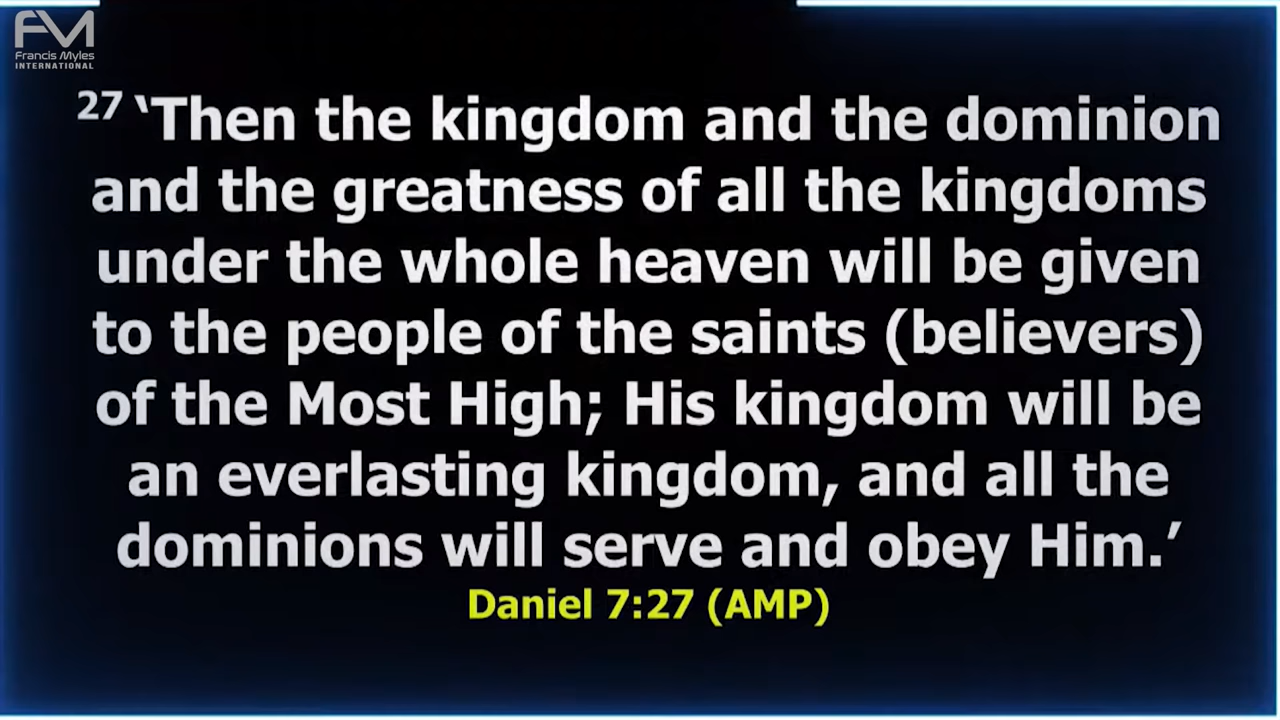 FM
Francis Myles
INTERNATIONAL
27 ‘Then the kingdom and the dominion
and the greatness of all the kingdoms
under the whole heaven will be given
to the people of the saints (believers)
of the Most High; His kingdom will be
an everlasting kingdom, and all the
dominions will serve and obey Him.’
Daniel 7:27 (AMP)